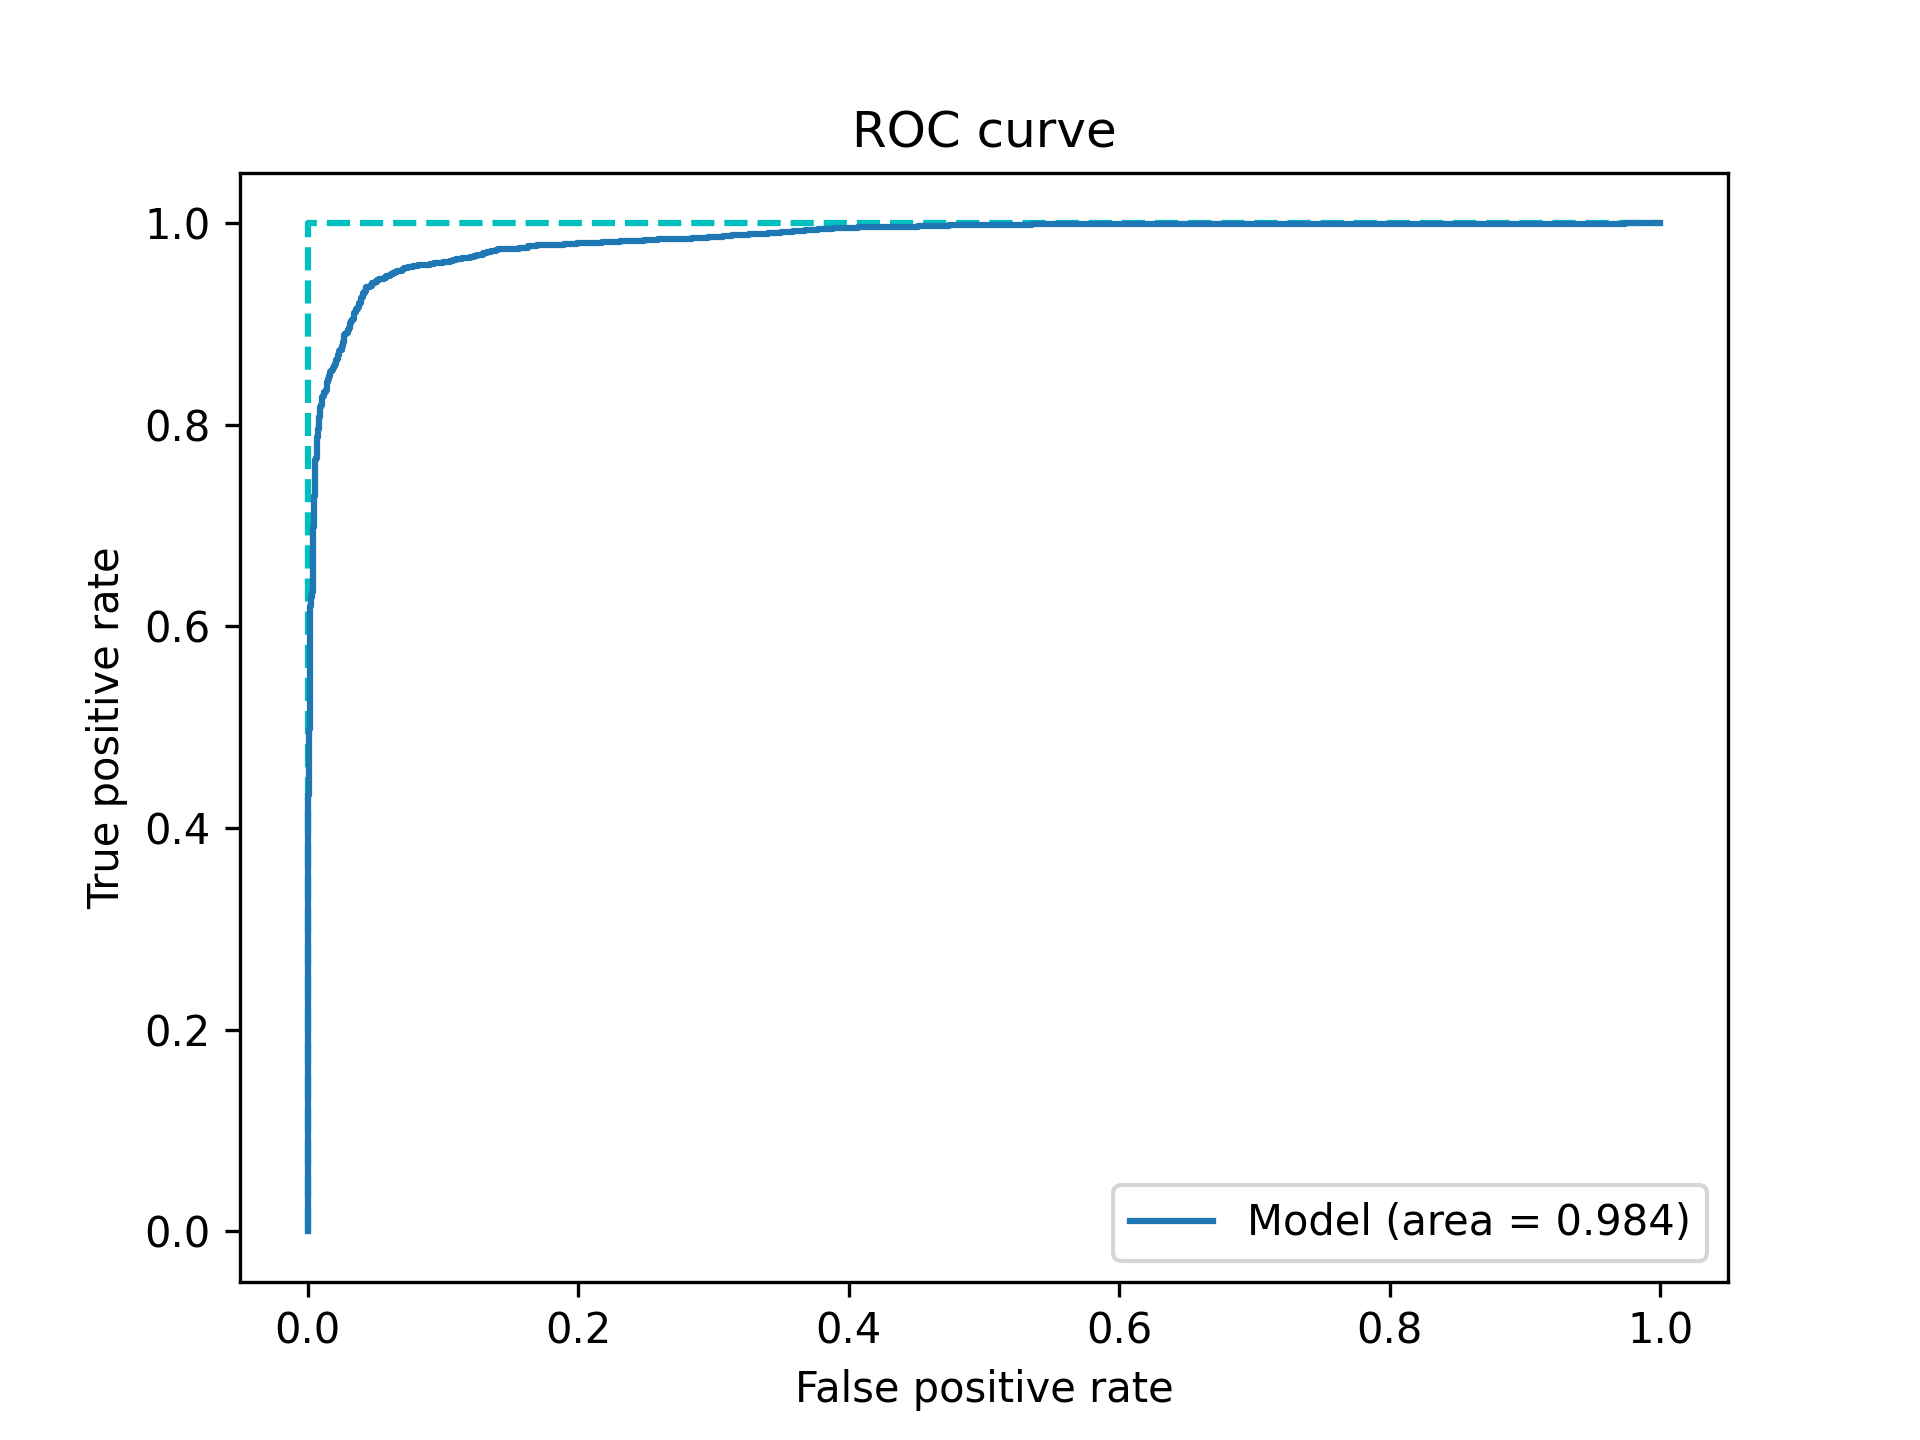 ROC curve
1.0
0.8
0.6
0.4
0.2
0.0
True positive rate
Model (area = 0.984)
0.0 0.2 0.4 0.6 0.8 1.0
False positive rate